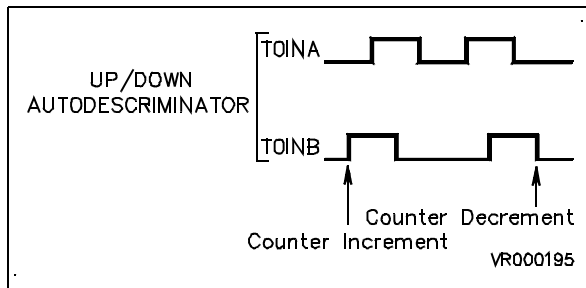 TOINA
UP/DOWN
AUTODESCRIMINATOR
TOINB
Counter Decrement
Counter Increment
VR000195